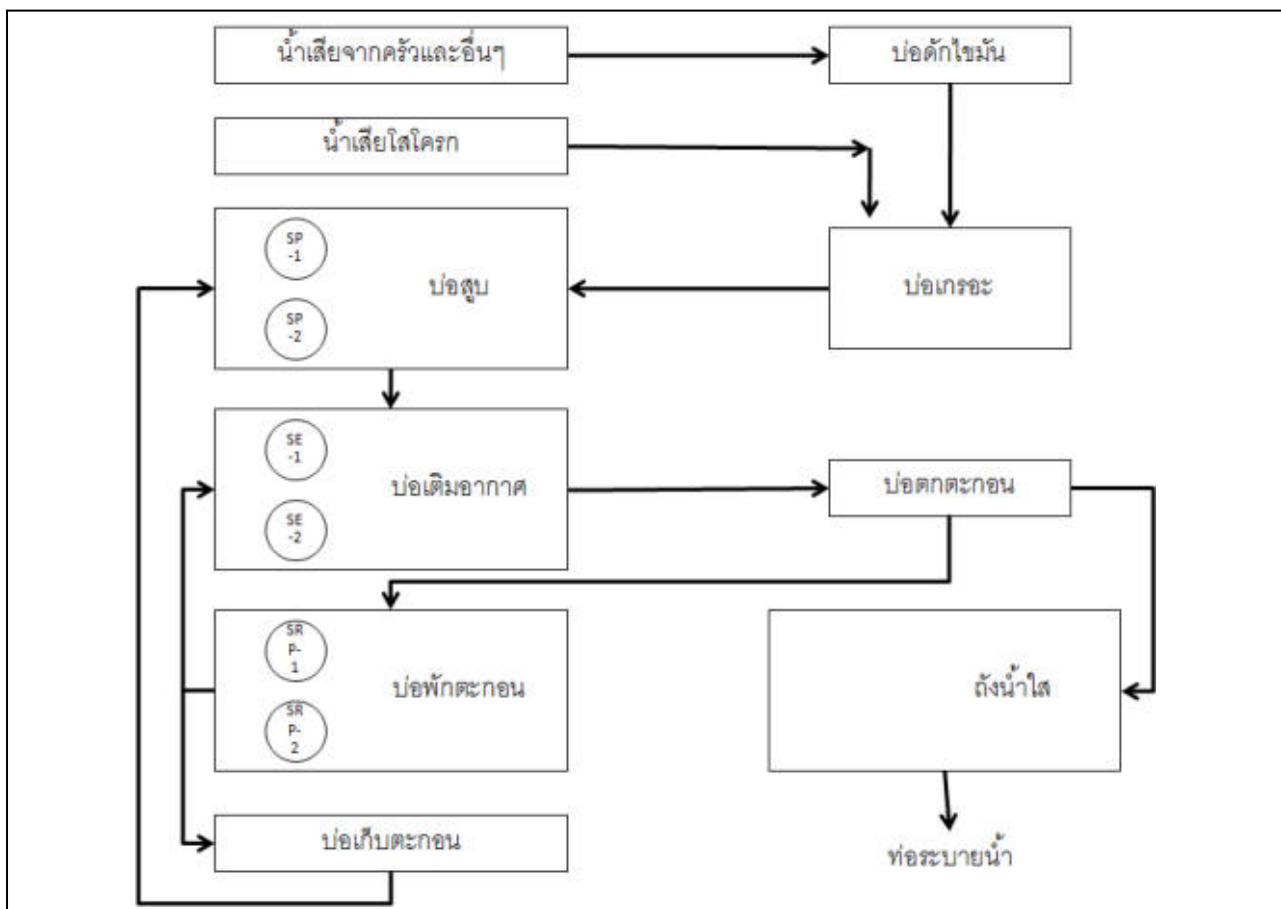 น้ำเสียจากครัวและอื่นๆ
บ่อดักไขมัน
น้ำเสียโสโครก
SP
-1
บ่อสูบ
SP
-2
บ่อเกรอะ
SE
-1
บ่อเติมอากาศ
SE
-2
บ่อตกตะกอน
SR
P-
1
บ่อพักตะกอน
SR
P-
2
ถังน้ำใส
บ่อเก็บตะกอน
ท่อระบายน้ำ